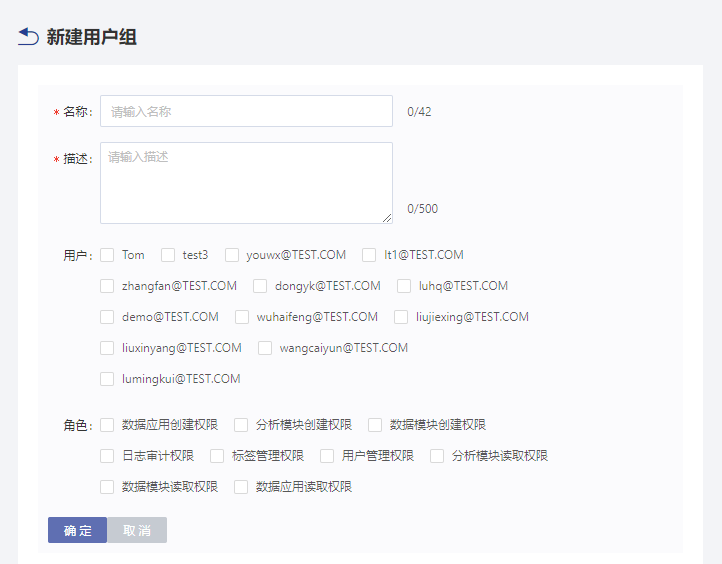 新建用户组
* 名称： 请输入名称 0/42
* 描述： 请输入描述
0/500
用户： Tom test3 youwx@TEST.COM lt1@TEST.COM
zhangfan@TEST.COM dongyk@TEST.COM luhq@TEST.COM
demo@TEST.COM wuhaifeng@TEST.COM liujiexing@TEST.COM
liuxinyang@TEST.COM wangcaiyun@TEST.COM
lumingkui@TEST.COM
角色： 数据应用创建权限 分析模块创建权限 数据模块创建权限
日志审计权限 标签管理权限 用户管理权限 分析模块读取权限
数据模块读取权限 数据应用读取权限
确定 取消